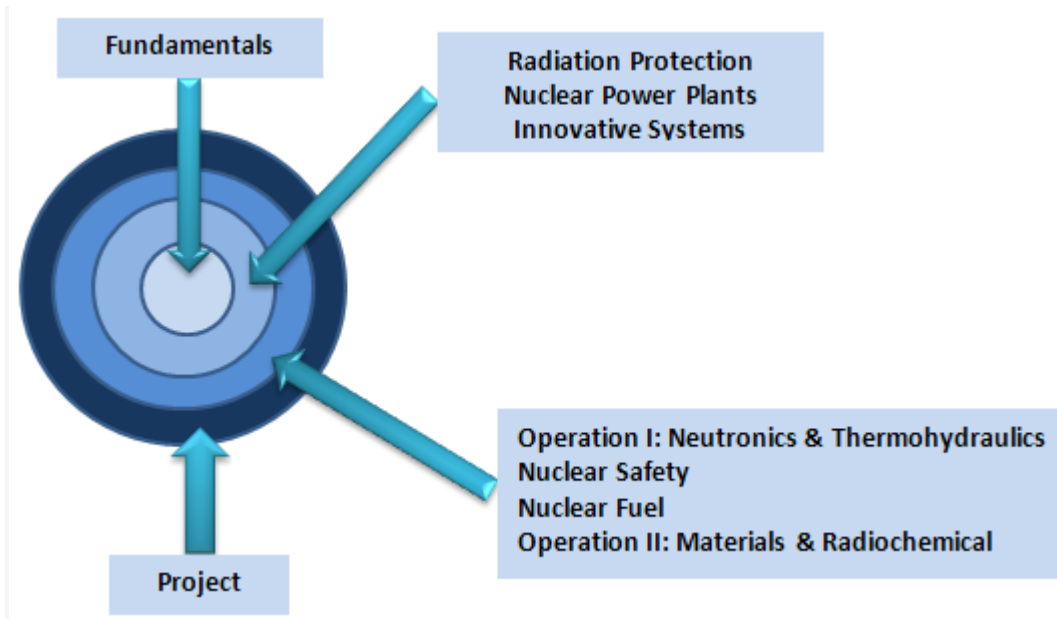 Fundamentals
Radiation Protection
Nuclear Power Plants
Innovative Systems
Operation I: Neutronics & Thermohydraulics
Nuclear Safety
Nuclear Fuel
Operation II: Materials & Radiochemical
Project